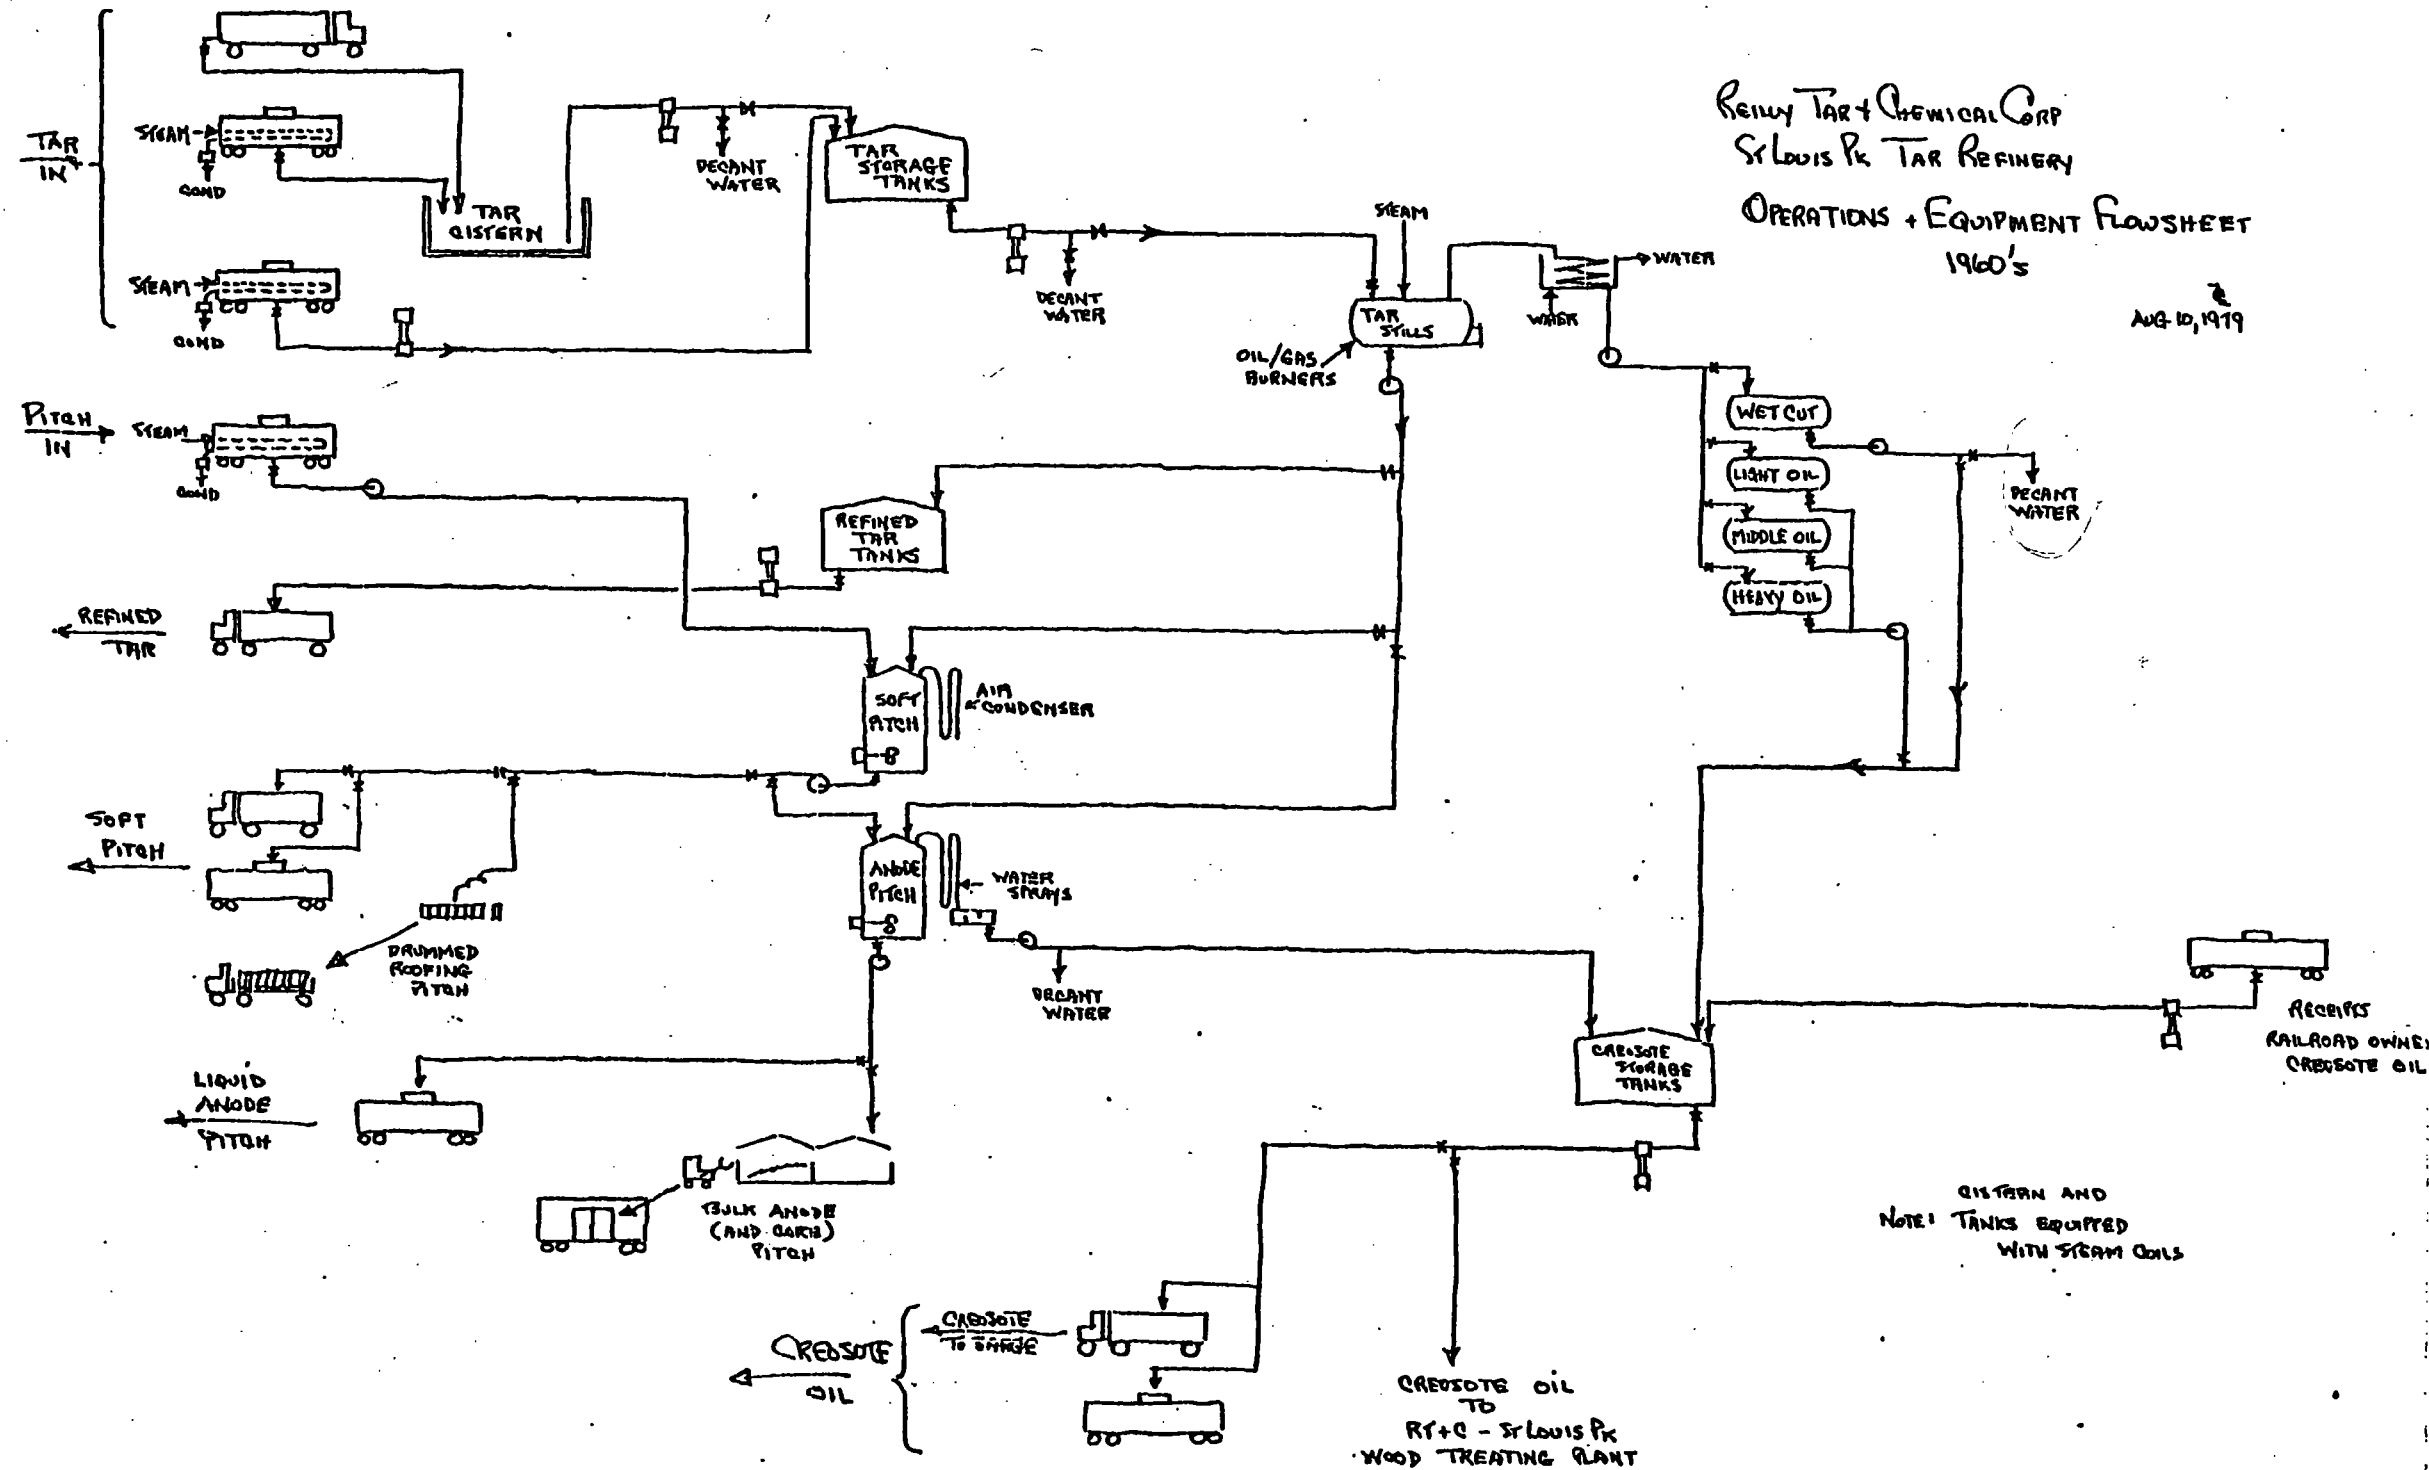 REILLY TAR + CHEMICAL CORP
ST LOUIS PK TAR REFINERY
OPERATIONS + EQUIPMENT FLOWSHEET
1960's
AUG 10, 1979
TAR
IN
STEAM
COND
TAR
CISTERN
STEAM
COND
DECANT
WATER
TAR
STORAGE
TANKS
DECANT
WATER
STEAM
TAR
STILLS
OIL/GAS
BURNERS
WATER
WATER
WET CUT
LIGHT OIL
MIDDLE OIL
HEAVY OIL
DECANT
WATER
PITCH
IN
STEAM
COND
REFINED
TAR
TANKS
REFINED
TAR
SOFT
PITCH
AIR
CONDENSER
SOFT
PITCH
ANODE
PITCH
WATER
SPRAYS
DRUMMED
ROOFING
PITCH
DECANT
WATER
LIQUID
ANODE
PITCH
BULK ANODE
(AND CORE)
PITCH
CREOSOTE
STORAGE
TANKS
RECEIPTS
RAILROAD OWNE
CREOSOTE OIL
CISTERN AND
NOTE: TANKS EQUIPPED
WITH STEAM COILS
CREOSOTE
OIL
CREOSOTE
TO BARGE
CREOSOTE OIL
TO
RT+C - ST LOUIS PK
WOOD TREATING PLANT